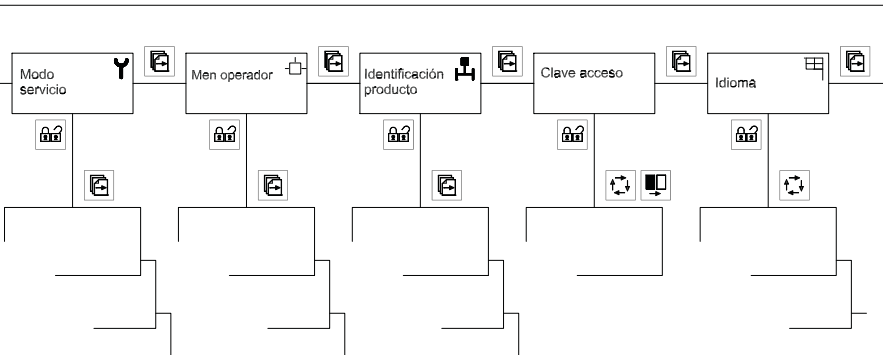 Modo
servicio
Men operador
Identificación
producto
Clave acceso
Idioma